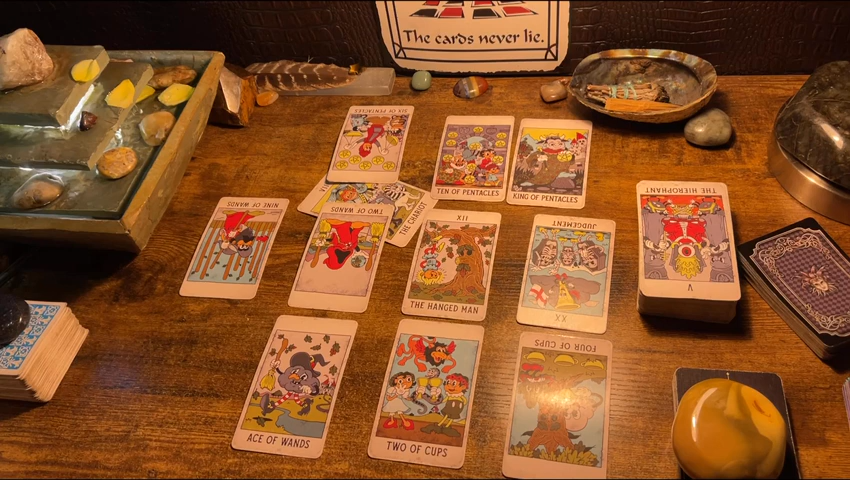 The cards never lie.
SIX OF PENTACLES
TEN OF PENTACLES
KING OF PENTACLES
NINE OF WANDS
TWO OF WANDS
THE CHARIOT
XII
THE HANGED MAN
JUDGEMENT
XX
THE HIEROPHANT
V
ACE OF WANDS
TWO OF CUPS
FOUR OF CUPS